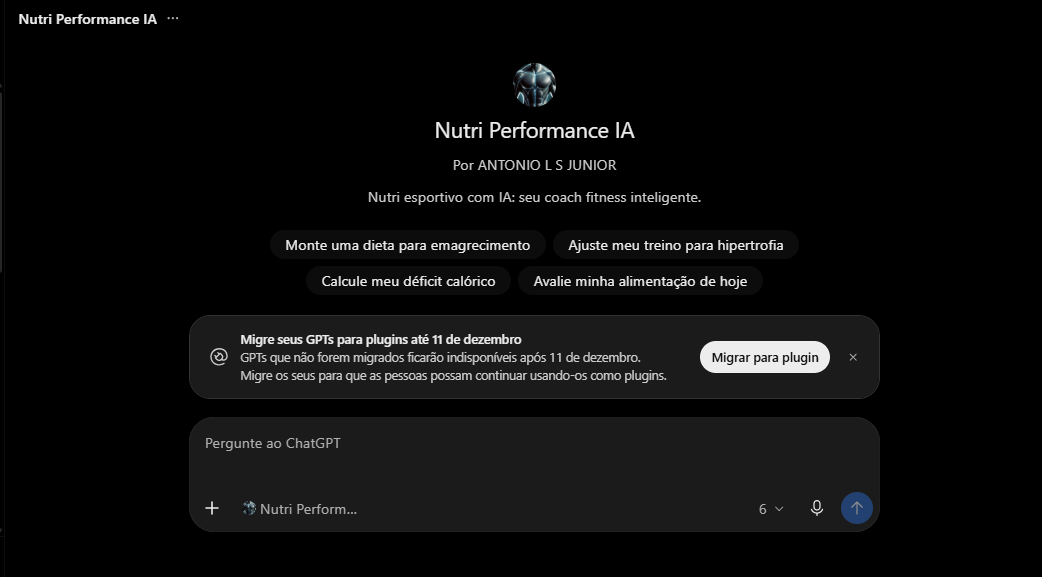 Nutri Performance IA ...
Nutri Performance IA
Por ANTONIO L S JUNIOR
Nutri esportivo com IA: seu coach fitness inteligente.
Monte uma dieta para emagrecimento
Ajuste meu treino para hipertrofia
Calcule meu déficit calórico
Avalie minha alimentação de hoje
Migre seus GPTs para plugins até 11 de dezembro
GPTs que não forem migrados ficarão indisponíveis após 11 de dezembro.
Migre os seus para que as pessoas possam continuar usando-os como plugins.
Migrar para plugin
Pergunte ao ChatGPT
Nutri Perform...
6